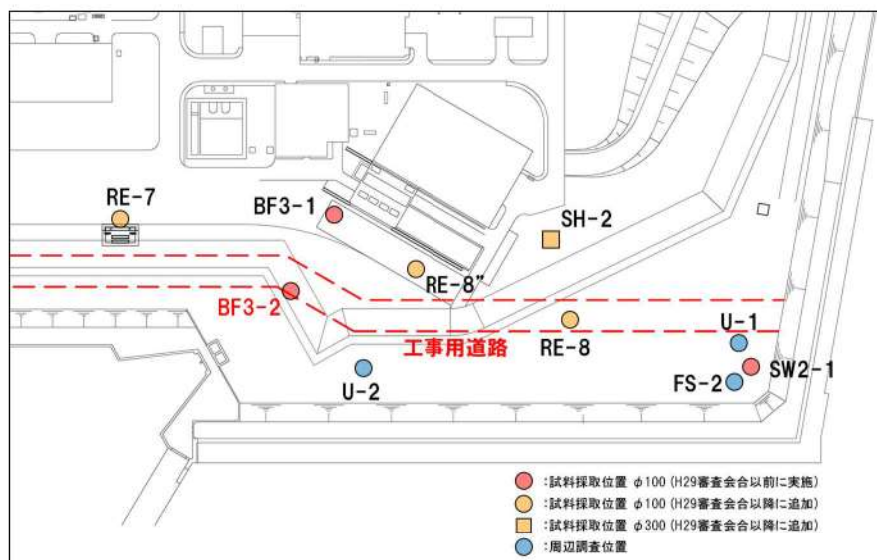 RE-7
BF3-1
SH-2
RE-8”
BF3-2
工事用道路
RE-8
U-1
U-2
SW2-1
FS-2
:試料採取位置 φ100 (H29審査会合以前に実施)
:試料採取位置 φ100 (H29審査会合以降に追加)
:試料採取位置 φ300 (H29審査会合以降に追加)
:周辺調査位置